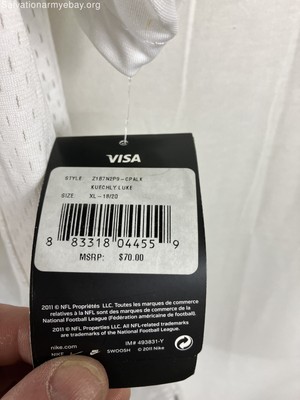 salvationarmyebay.org
VISA
STYLE: Z187N2P9-CPALK
KUECHLY LUKE
SIZE: XL-18/20
8 83318 04455 9
MSRP: $70.00
2011 © NFL Propriétés LLC. Toutes les marques de commerce
relatives à la NFL sont des marques de commerce de la
National Football League (Fédération américaine de football).
2011 © NFL Properties LLC. All NFL-related trademarks
are trademarks of the National Football League.
nike.com IM# 493831-Y
NIKE SWOOSH © 2011 Nike